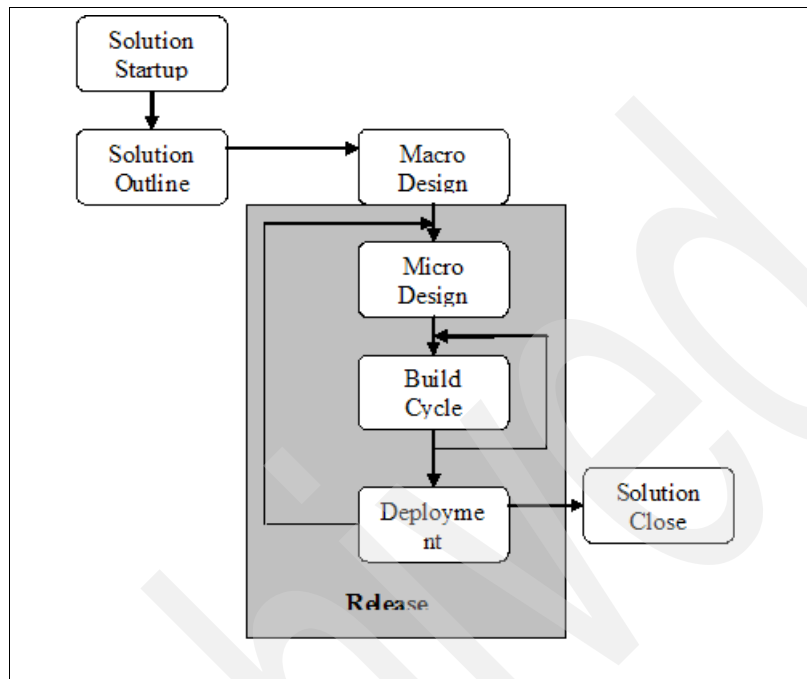 Solution
Startup
Solution
Outline
Macro
Design
Micro
Design
Build
Cycle
Deployme
nt
Solution
Close
Release